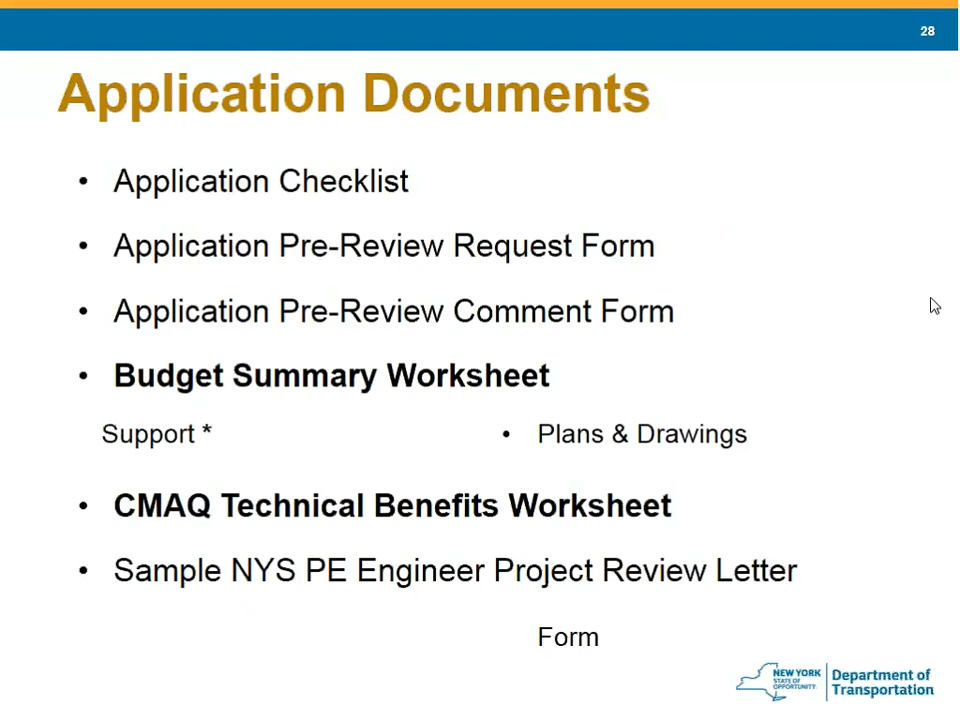 28
Application Documents
• Application Checklist
• Application Pre-Review Request Form
• Application Pre-Review Comment Form
• Budget Summary Worksheet
Support *
• Plans & Drawings
• CMAQ Technical Benefits Worksheet
• Sample NYS PE Engineer Project Review Letter
Form
NEW YORK
STATE OF
OPPORTUNITY.
Department of
Transportation